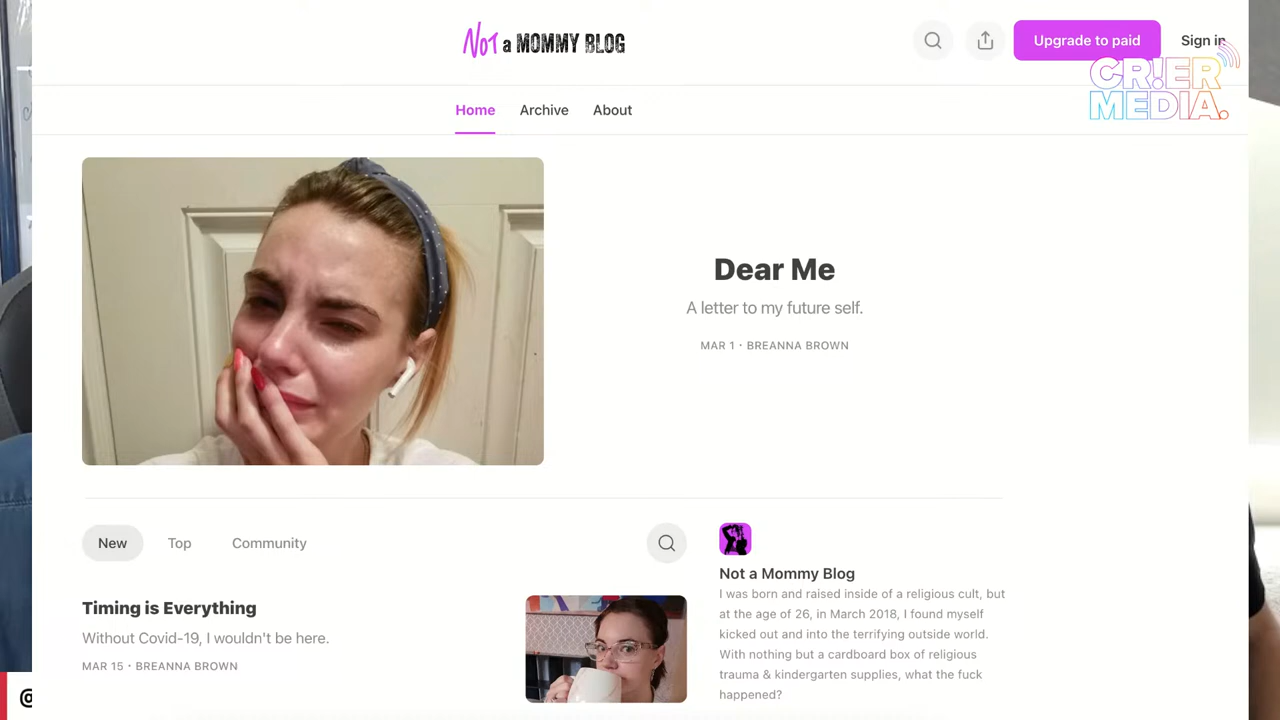 Not a MOMMY BLOG
Upgrade to paid
Sign in
CR!ER
MEDIA.
Home
Archive
About
Dear Me
A letter to my future self.
MAR 1 · BREANNA BROWN
New
Top
Community
Timing is Everything
Without Covid-19, I wouldn't be here.
MAR 15 · BREANNA BROWN
Not a Mommy Blog
I was born and raised inside of a religious cult, but
at the age of 26, in March 2018, I found myself
kicked out and into the terrifying outside world.
With nothing but a cardboard box of religious
trauma & kindergarten supplies, what the fuck
happened?
@